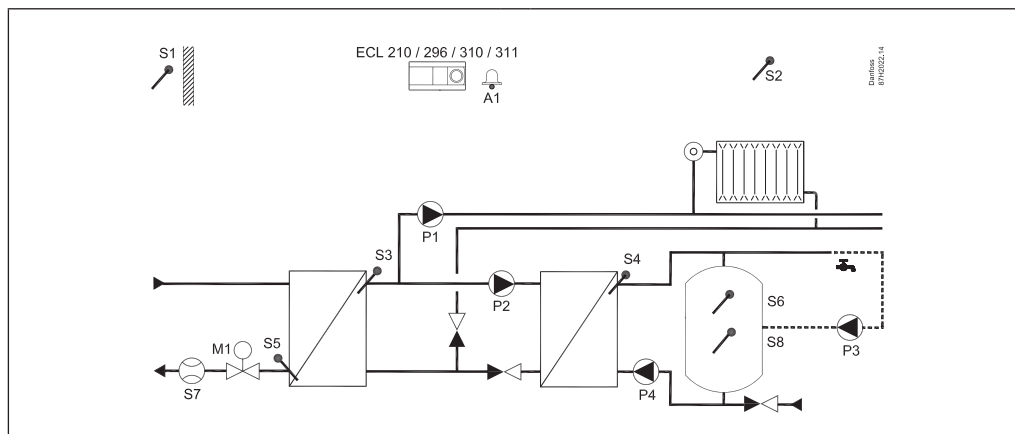 S1
ECL 210 / 296 / 310 / 311
A1
S2
Danfoss
87H2022.14
P1
S3
S4
P2
S6
S8
P3
M1
S5
S7
P4